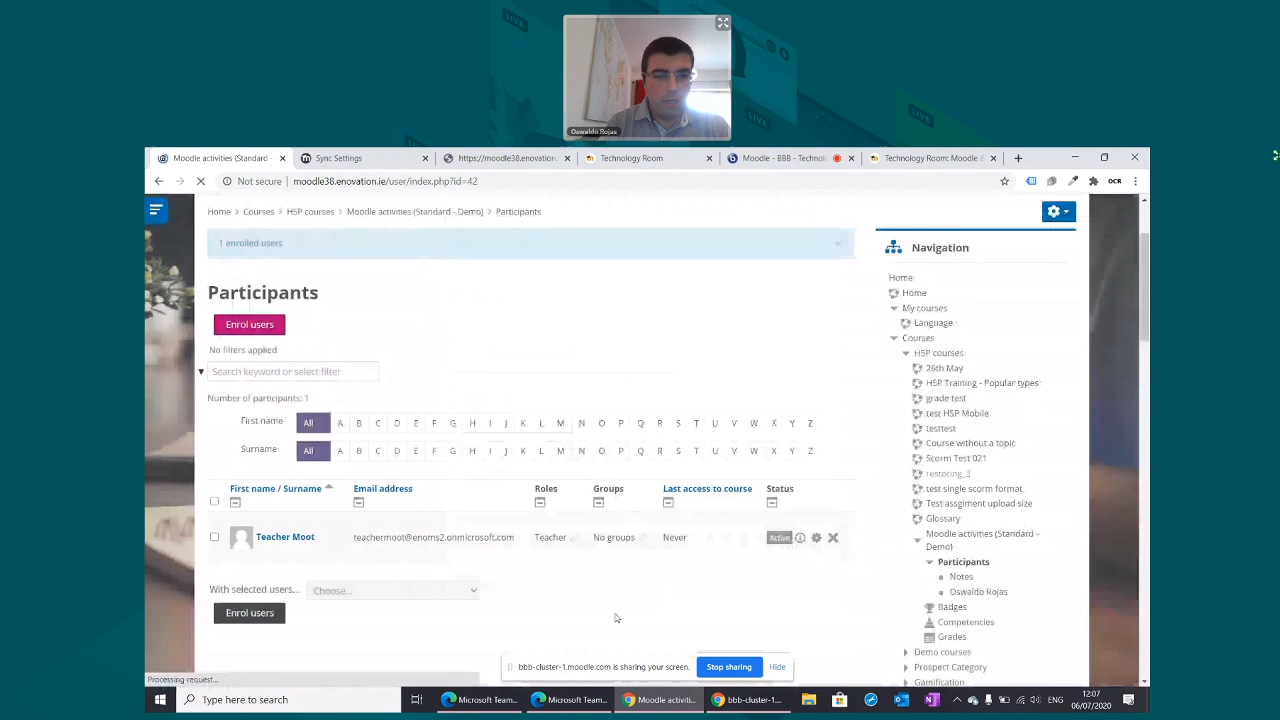 LIVE
LIVE
LIVE
Oswaldo Rojas
Moodle activities (Standard -
Sync Settings
https://moodle38.enovation.
Technology Room
Moodle - BBB - Technolo
Technology Room: Moodle &
Not secure moodle38.enovation.ie/user/index.php?id=42
OCR
Home Courses H5P courses Moodle activities (Standard - Demo) Participants
1 enrolled users
Participants
Enrol users
No filters applied
Search keyword or select filter
Number of participants: 1
First name All A B C D E F G H I J K L M N O P Q R S T U V W X Y Z
Surname All A B C D E F G H I J K L M N O P Q R S T U V W X Y Z
First name / Surname Email address Roles Groups Last access to course Status
Teacher Moot teachermoot@enoms2.onmicrosoft.com Teacher No groups Never Active
With selected users... Choose...
Enrol users
Navigation
Home
Home
My courses
Language
Courses
H5P courses
26th May
H5P Training - Popular types
grade test
test H5P Mobile
testtest
Course without a topic
Scorm Test 021
restoting_3
test single scorm format
Test assgiment upload size
Glossary
Moodle activities (Standard -
Demo)
Participants
Notes
Oswaldo Rojas
Badges
Competencies
Grades
Demo courses
Prospect Category
Gamification
bbb-cluster-1.moodle.com is sharing your screen.
Stop sharing
Hide
Processing request...
Type here to search
Microsoft Team...
Microsoft Team...
Moodle activiti...
bbb-cluster-1...
ENG
12:07
06/07/2020